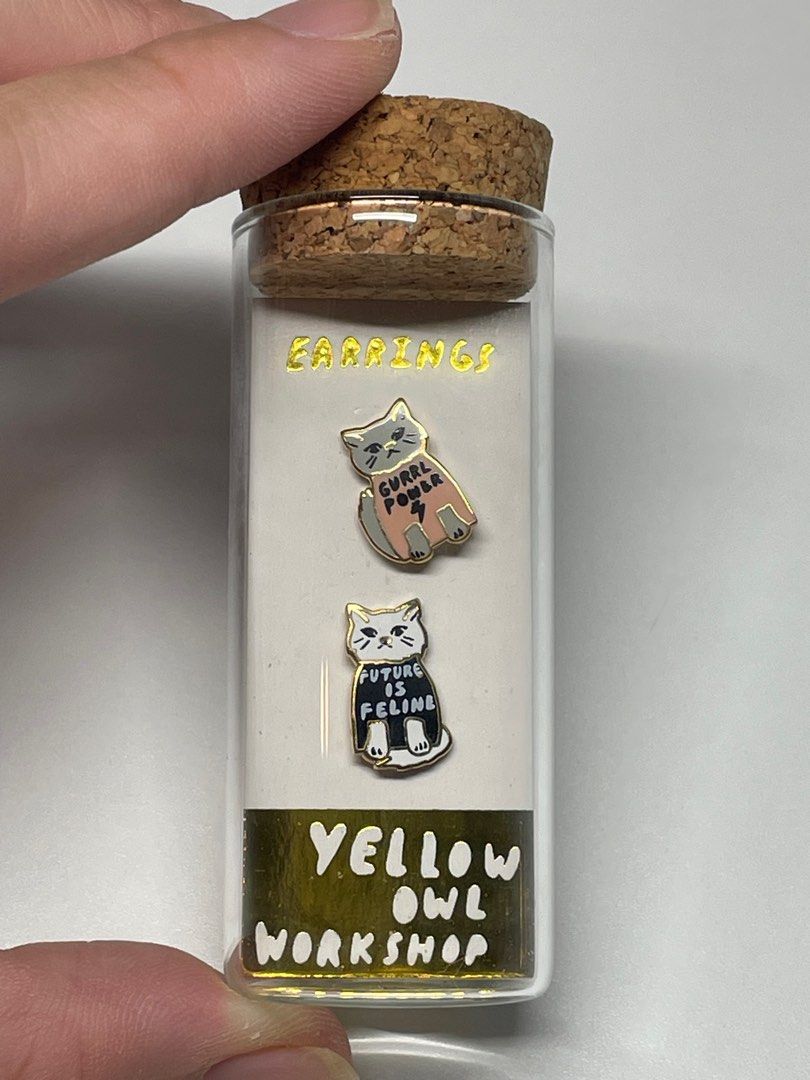 EARRINGS
GURRL
POWER
FUTURE
IS
FELINE
YELLOW
OWL
WORKSHOP